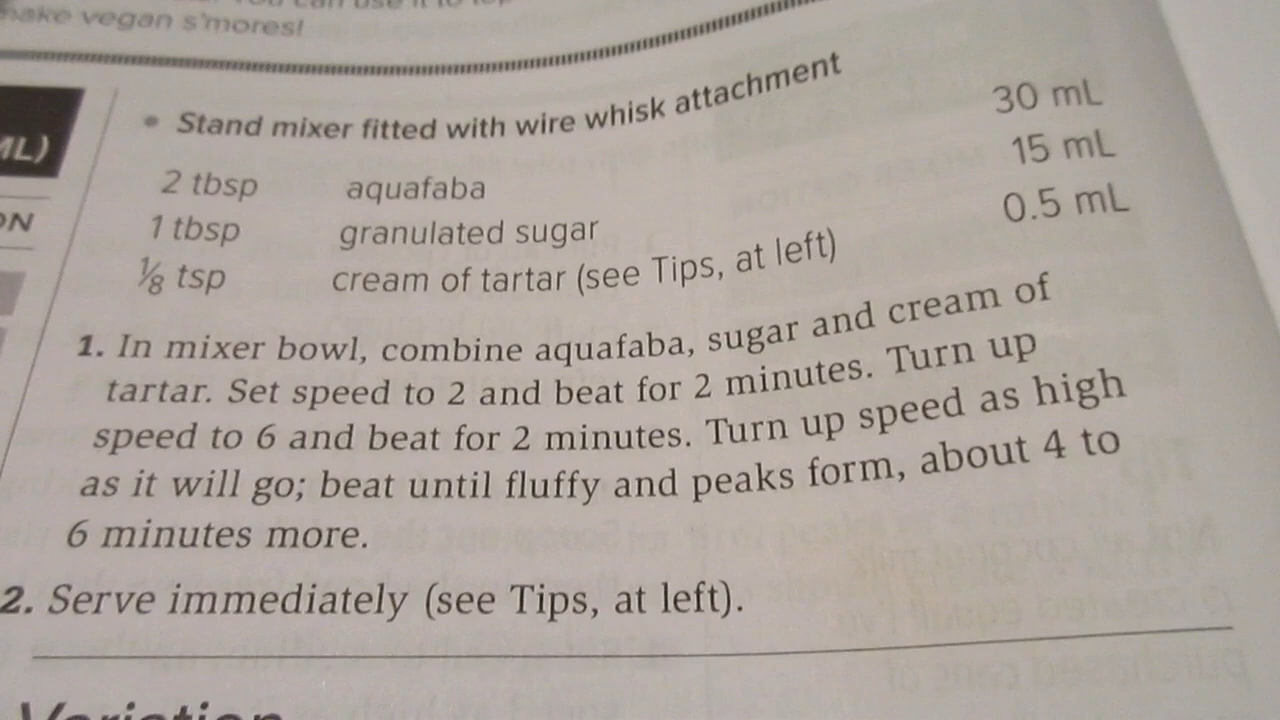 make vegan s'mores!
ML)
ON
• Stand mixer fitted with wire whisk attachment
2 tbsp aquafaba 30 mL
1 tbsp granulated sugar 15 mL
⅛ tsp cream of tartar (see Tips, at left) 0.5 mL
1. In mixer bowl, combine aquafaba, sugar and cream of
tartar. Set speed to 2 and beat for 2 minutes. Turn up
speed to 6 and beat for 2 minutes. Turn up speed as high
as it will go; beat until fluffy and peaks form, about 4 to
6 minutes more.
2. Serve immediately (see Tips, at left).
Variation